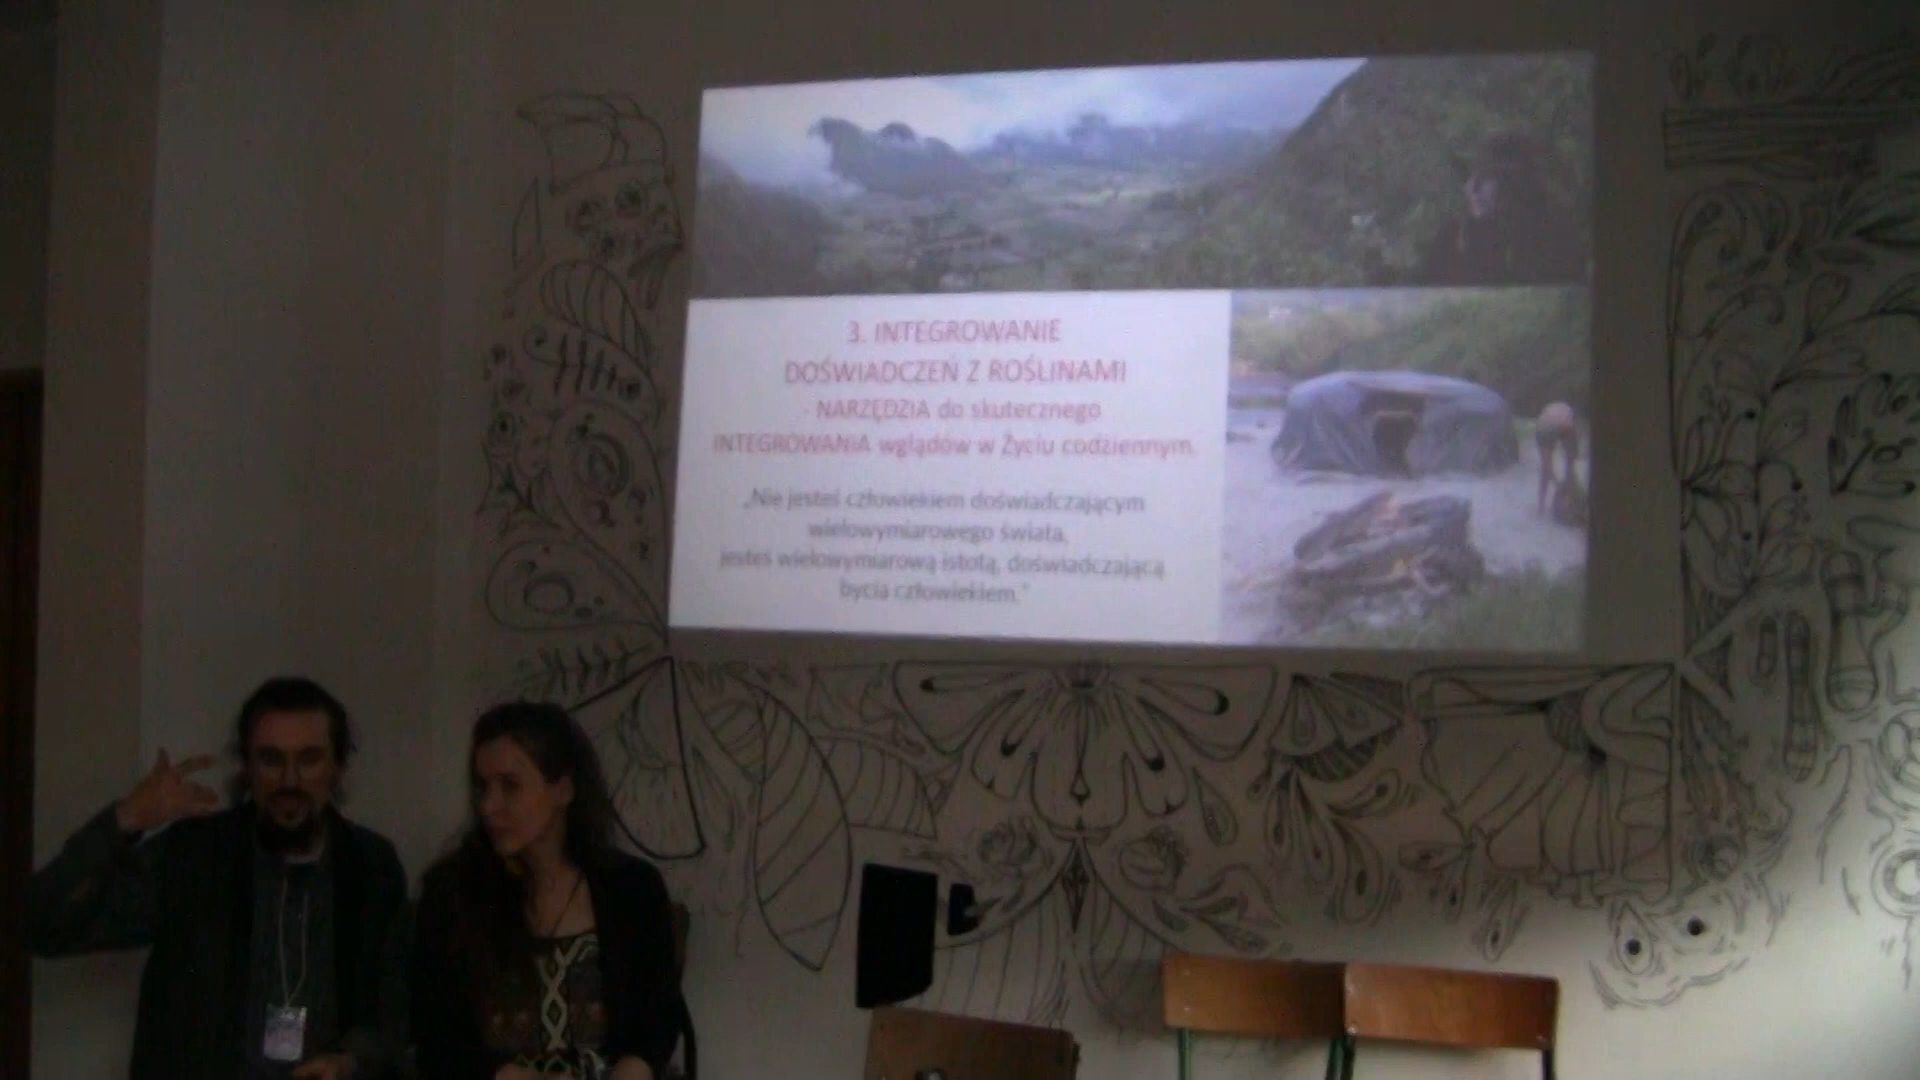 3. INTEGROWANIE
DOŚWIADCZEŃ Z ROŚLINAMI
- NARZĘDZIA do skutecznego
INTEGROWANIA wglądów w Życiu codziennym.
„Nie jesteś człowiekiem doświadczającym
wielowymiarowego świata,
jesteś wielowymiarową istotą, doświadczającą
bycia człowiekiem."